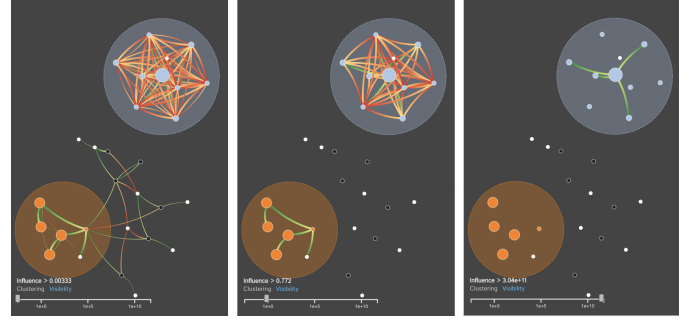 Influence > 0.00333
Clustering Visibility
1e+0 1e+5 1e+10
Influence > 0.772
Clustering Visibility
1e+0 1e+5 1e+10
Influence > 3.04e+11
Clustering Visibility
1e+0 1e+5 1e+10